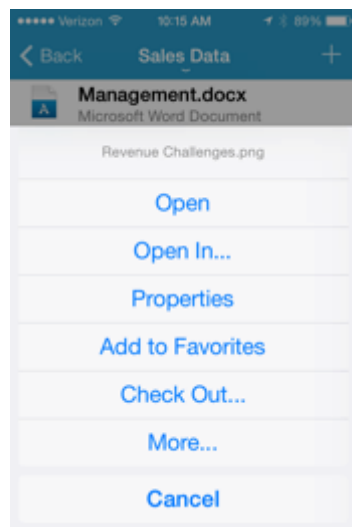 Verizon 10:15 AM 89%
Back Sales Data +
Management.docx
A Microsoft Word Document
Revenue Challenges.png
Open
Open In...
Properties
Add to Favorites
Check Out...
More...
Cancel